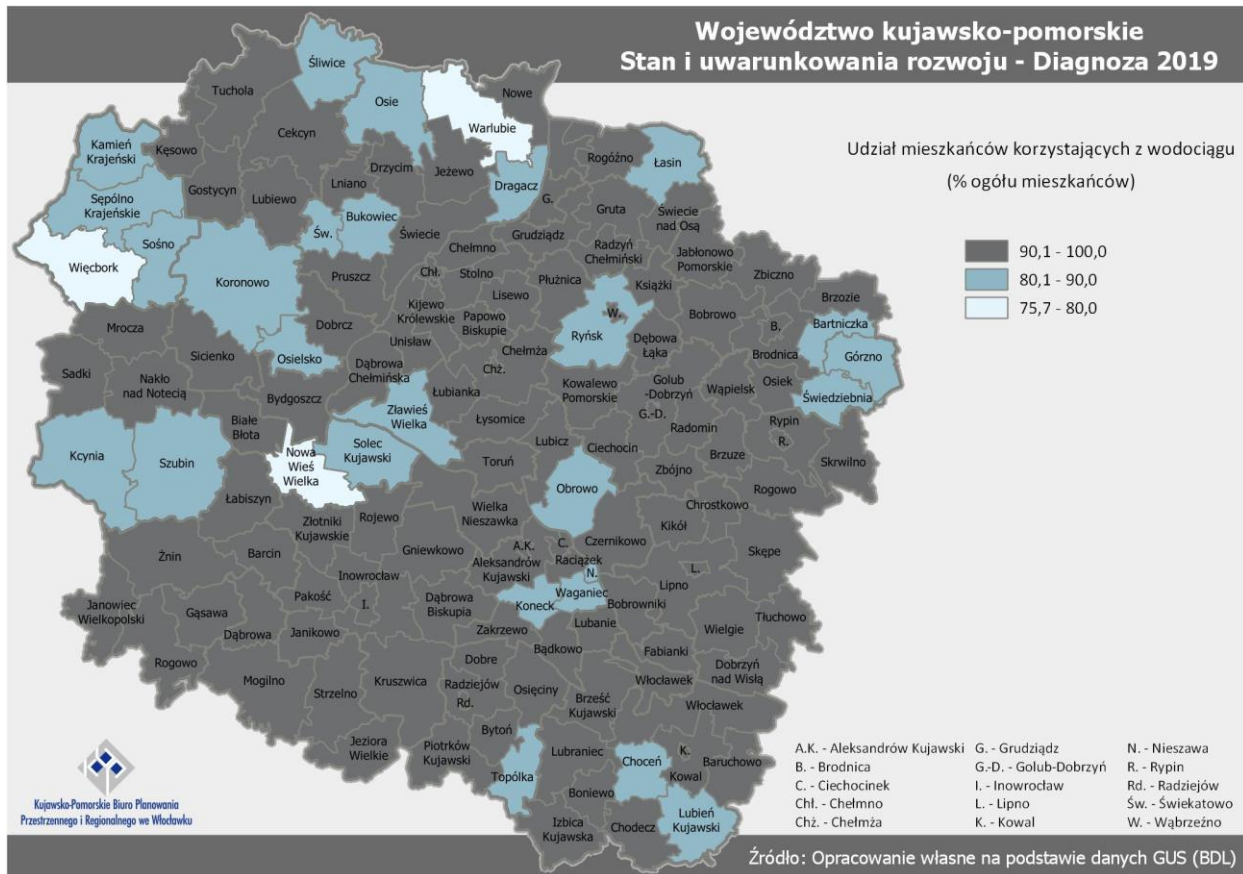 Województwo kujawsko-pomorskie
Stan i uwarunkowania rozwoju - Diagnoza 2019
Udział mieszkańców korzystających z wodociągu
(% ogółu mieszkańców)
90,1 - 100,0
80,1 - 90,0
75,7 - 80,0
Śliwice
Nowe
Tuchola
Osie
Warlubie
Cekcyn
Kamień
Krajeński
Kęsowo
Rogóźno
Łasin
Drzycim
Jeżewo
Lniano
Dragacz
Gostycyn
Lubiewo
G.
Sępólno
Krajeńskie
Gruta
Świecie
nad Osą
Bukowiec
Św.
Świecie
Grudziądz
Sośno
Chełmno
Radzyń
Chełmiński
Jabłonowo
Pomorskie
Więcbork
Koronowo
Pruszcz
Chł.
Stolno
Płużnica
Książki
Zbiczno
Lisewo
Brzozie
Kijewo
Królewskie
Papowo
Biskupie
W.
Bobrowo
Mrocza
Dobrcz
B.
Bartniczka
Unisław
Ryńsk
Sicienko
Chełmża
Dębowa
Łąka
Brodnica
Górzno
Osielsko
Dąbrowa
Chełmińska
Chż.
Sadki
Nakło
nad Notecią
Kowalewo
Pomorskie
Golub
-Dobrzyń
Wąpielsk
Osiek
Świedziebnia
Bydgoszcz
Łubianka
Zławieś
Wielka
Łysomice
G.-D.
Radomin
Rypin
R.
Białe
Błota
Lubicz
Ciechocin
Kcynia
Szubin
Nowa
Wieś
Wielka
Solec
Kujawski
Toruń
Brzuze
Skrwilno
Zbójno
Obrowo
Rogowo
Łabiszyn
Złotniki
Kujawskie
Rojewo
Wielka
Nieszawka
Chrostkowo
Kikół
Żnin
Barcin
Gniewkowo
A.K.
C.
Czernikowo
Skępe
Aleksandrów
Kujawski
Raciążek
Inowrocław
N.
L.
Lipno
Janowiec
Wielkopolski
Gąsawa
Pakość
I.
Dąbrowa
Biskupia
Koneck
Waganiec
Bobrowniki
Tłuchowo
Dąbrowa
Janikowo
Zakrzewo
Lubanie
Wielgie
Rogowo
Bądkowo
Fabianki
Dobre
Dobrzyń
nad Wisłą
Mogilno
Strzelno
Kruszwica
Radziejów
Osięciny
Włocławek
Rd.
Brześć
Kujawski
Włocławek
Bytoń
Jeziora
Wielkie
Piotrków
Kujawski
Lubraniec
K.
Topólka
Choceń
Kowal
Baruchowo
Boniewo
Izbica
Kujawska
Chodecz
Lubień
Kujawski
Kujawsko-Pomorskie Biuro Planowania
Przestrzennego i Regionalnego we Włocławku
A.K. - Aleksandrów Kujawski G. - Grudziądz N. - Nieszawa
B. - Brodnica G.-D. - Golub-Dobrzyń R. - Rypin
C. - Ciechocinek I. - Inowrocław Rd. - Radziejów
Chł. - Chełmno L. - Lipno Św. - Świekatowo
Chż. - Chełmża K. - Kowal W. - Wąbrzeźno
Źródło: Opracowanie własne na podstawie danych GUS (BDL)